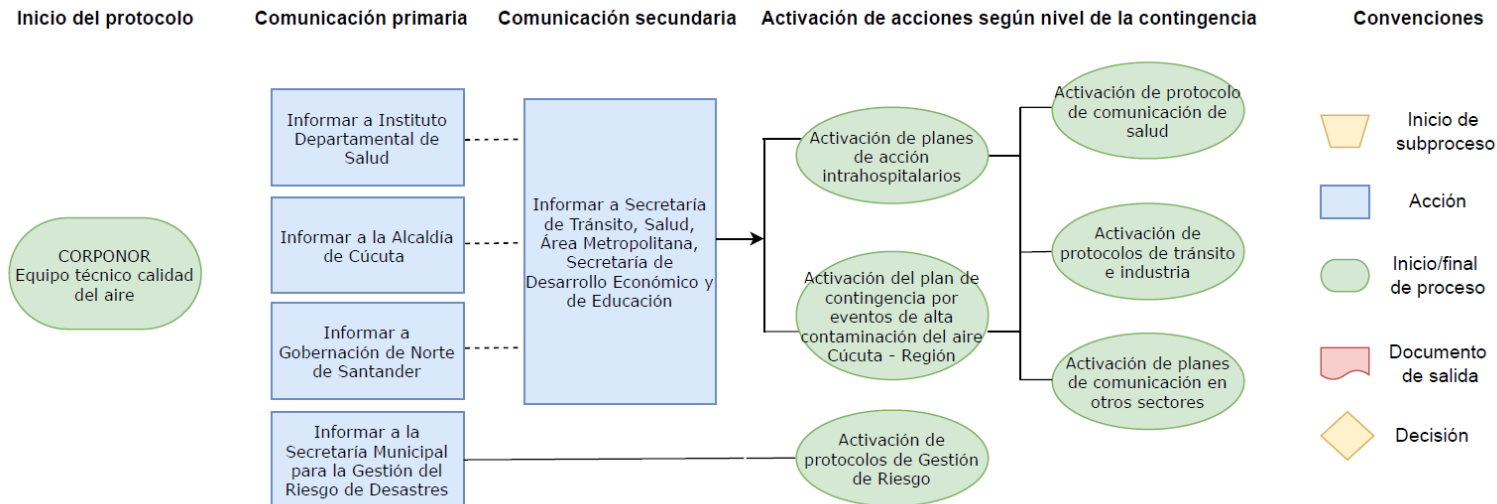 Inicio del protocolo
Comunicación primaria
Comunicación secundaria
Activación de acciones según nivel de la contingencia
Convenciones
CORPONOR
Equipo técnico calidad
del aire
Informar a Instituto
Departamental de
Salud
Informar a la Alcaldía
de Cúcuta
Informar a
Gobernación de Norte
de Santander
Informar a la
Secretaría Municipal
para la Gestión del
Riesgo de Desastres
Informar a Secretaría
de Tránsito, Salud,
Área Metropolitana,
Secretaría de
Desarrollo Económico y
de Educación
Activación de planes
de acción
intrahospitalarios
Activación del plan de
contingencia por
eventos de alta
contaminación del aire
Cúcuta - Región
Activación de
protocolos de Gestión
de Riesgo
Activación de protocolo
de comunicación de
salud
Activación de
protocolos de tránsito
e industria
Activación de planes
de comunicación en
otros sectores
Inicio de
subproceso
Acción
Inicio/final
de proceso
Documento
de salida
Decisión